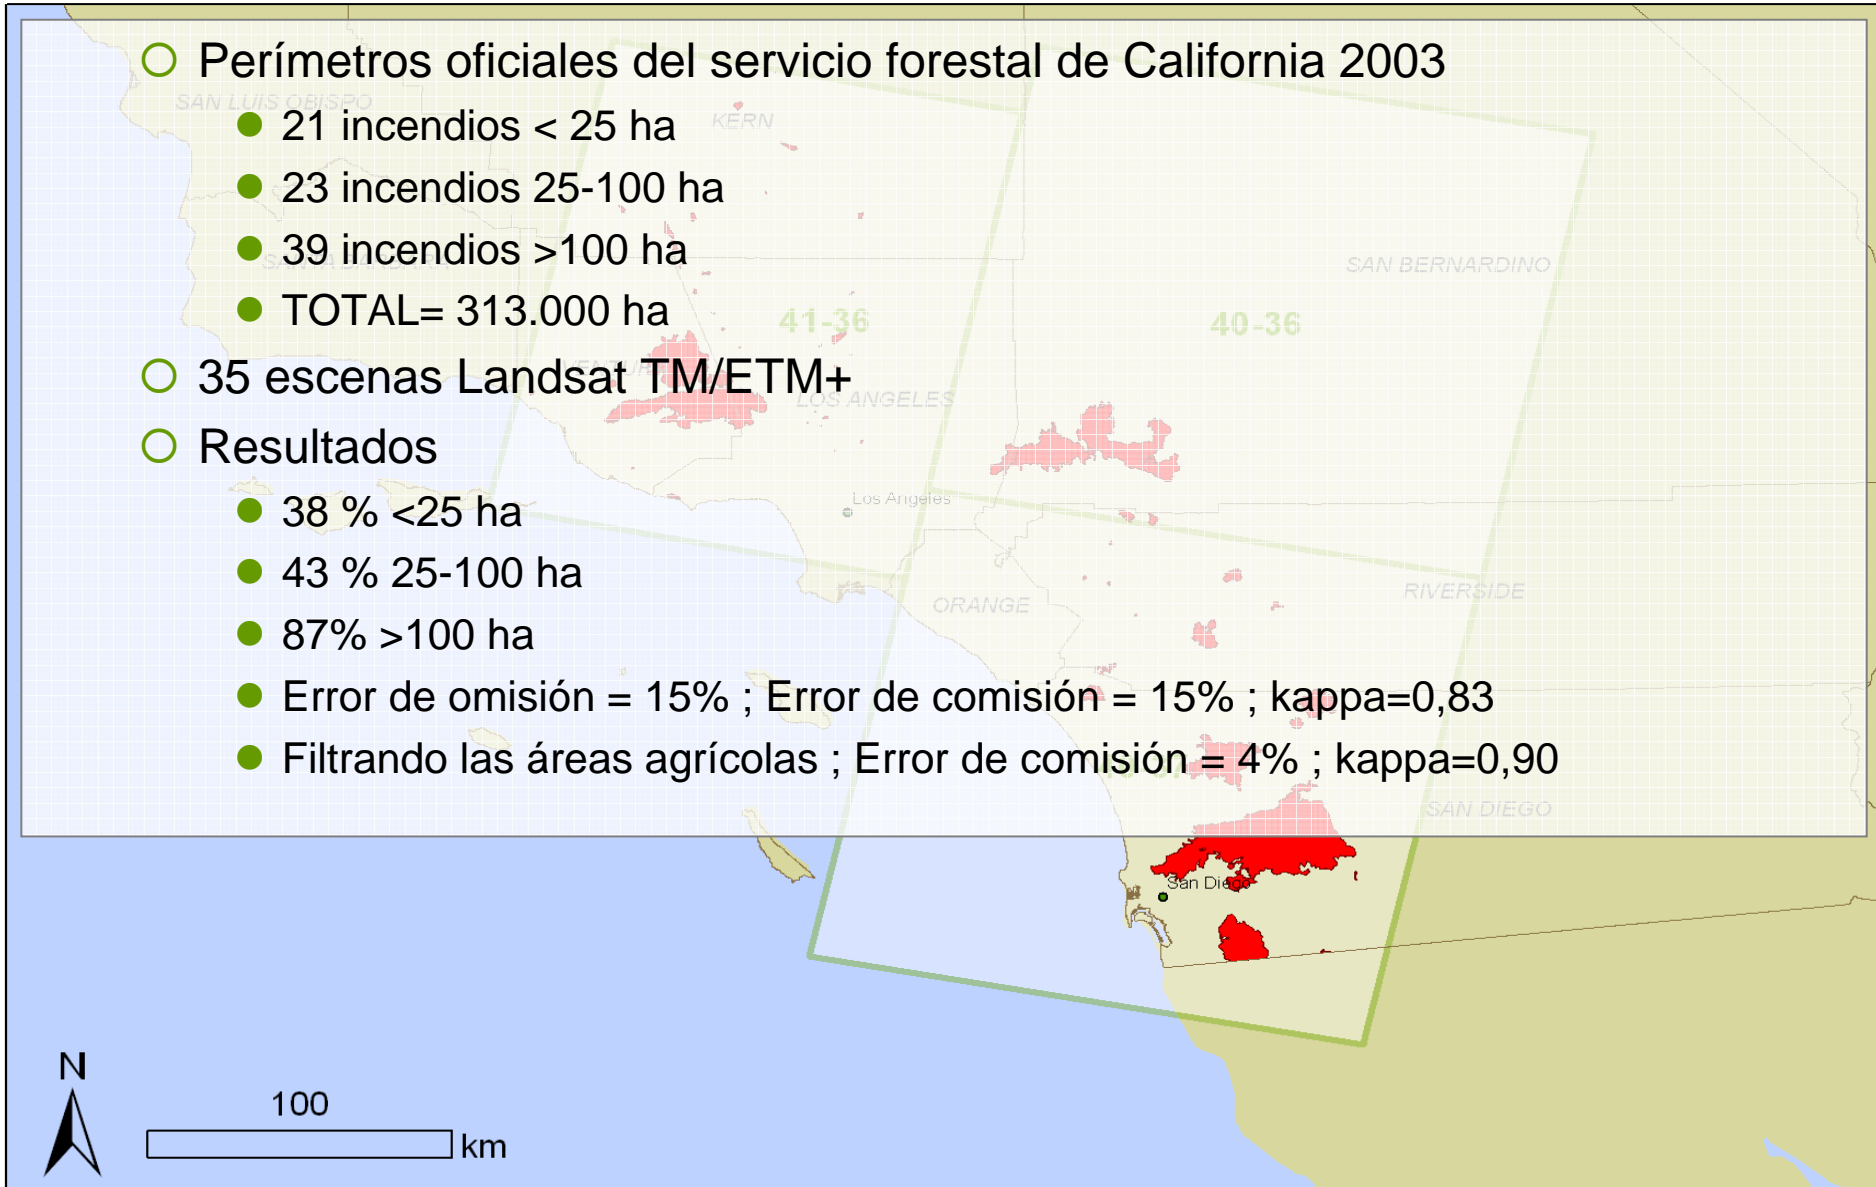 Perímetros oficiales del servicio forestal de California 2003
SAN LUIS OBISPO
KERN
21 incendios < 25 ha
23 incendios 25-100 ha
39 incendios >100 ha
SANTA BARBARA
SAN BERNARDINO
TOTAL= 313.000 ha
41-36
40-36
35 escenas Landsat TM/ETM+
VENTURA
LOS ANGELES
Resultados
38 % <25 ha
Los Angeles
43 % 25-100 ha
ORANGE
RIVERSIDE
87% >100 ha
Error de omisión = 15% ; Error de comisión = 15% ; kappa=0,83
Filtrando las áreas agrícolas ; Error de comisión = 4% ; kappa=0,90
SAN DIEGO
San Diego
N
100
km